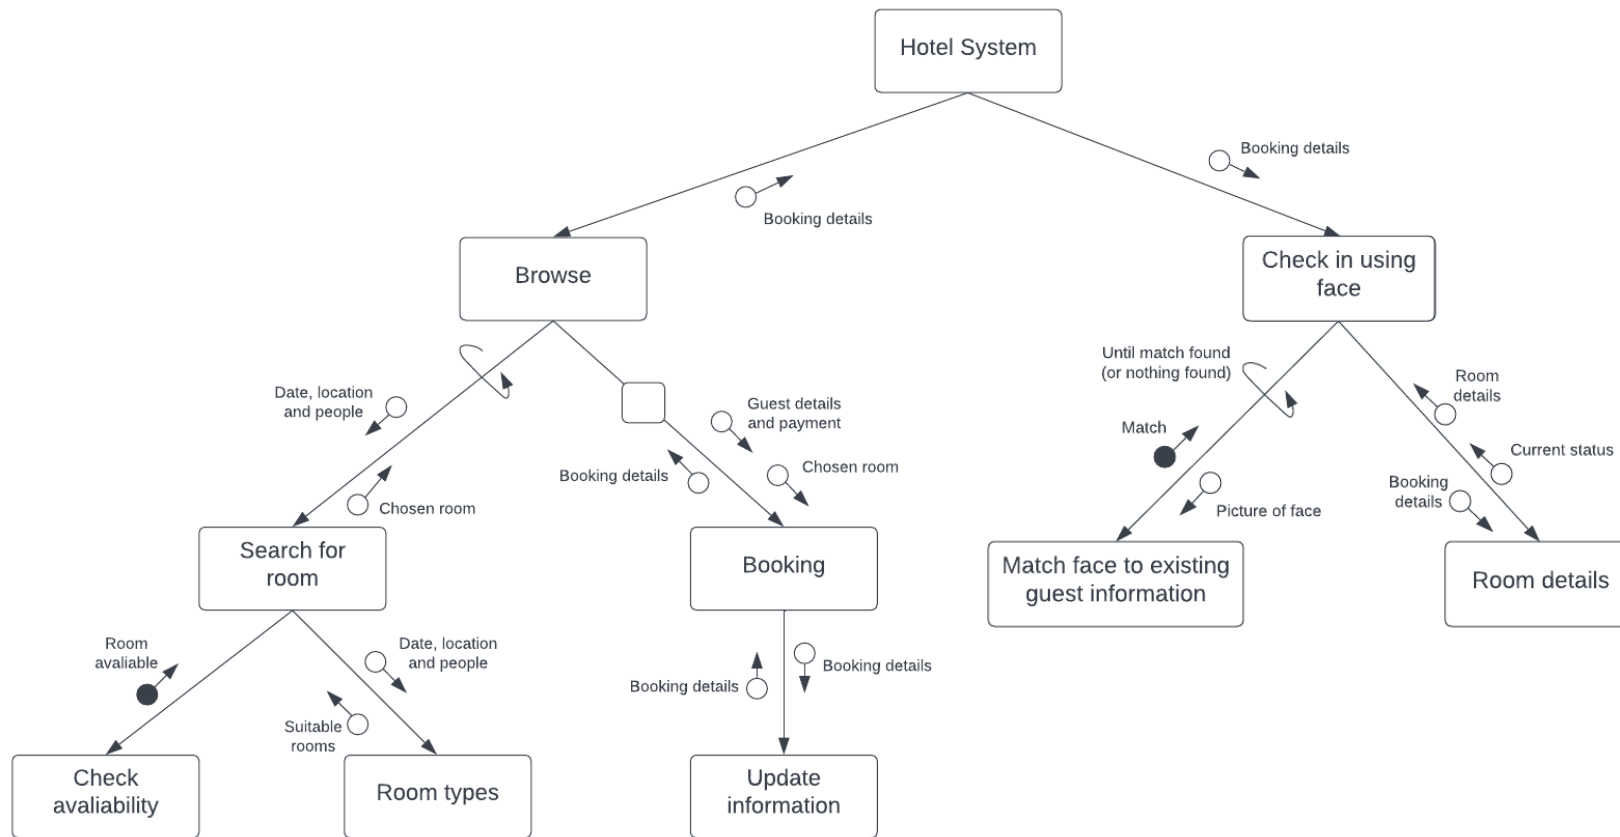 Hotel System
Booking details
Booking details
Browse
Check in using
face
Date, location
and people
Chosen room
Guest details
and payment
Booking details
Chosen room
Until match found
(or nothing found)
Match
Picture of face
Room
details
Current status
Booking
details
Search for
room
Booking
Match face to existing
guest information
Room details
Room
avaliable
Date, location
and people
Suitable
rooms
Booking details
Booking details
Check
avaliability
Room types
Update
information